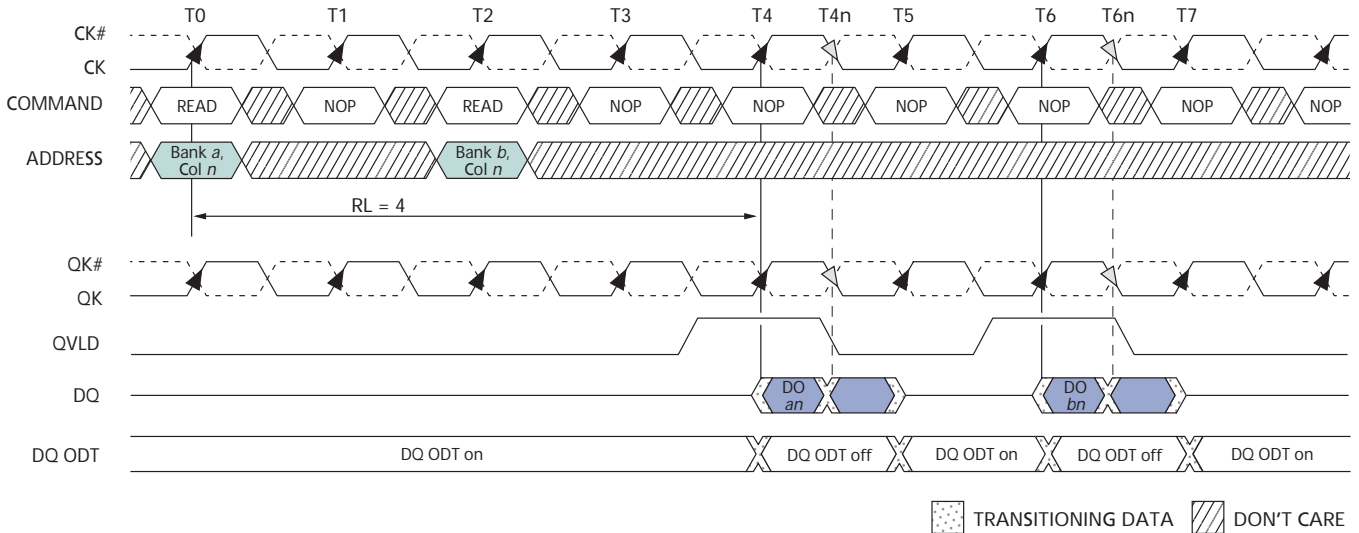 T0 T1 T2 T3 T4 T4n T5 T6 T6n T7
CK#
CK
COMMAND READ NOP READ NOP NOP NOP NOP NOP NOP
ADDRESS Bank a, Col n Bank b, Col n
RL = 4
QK#
QK
QVLD
DQ DO an DO bn
DQ ODT DQ ODT on DQ ODT off DQ ODT on DQ ODT off DQ ODT on
TRANSITIONING DATA DON'T CARE